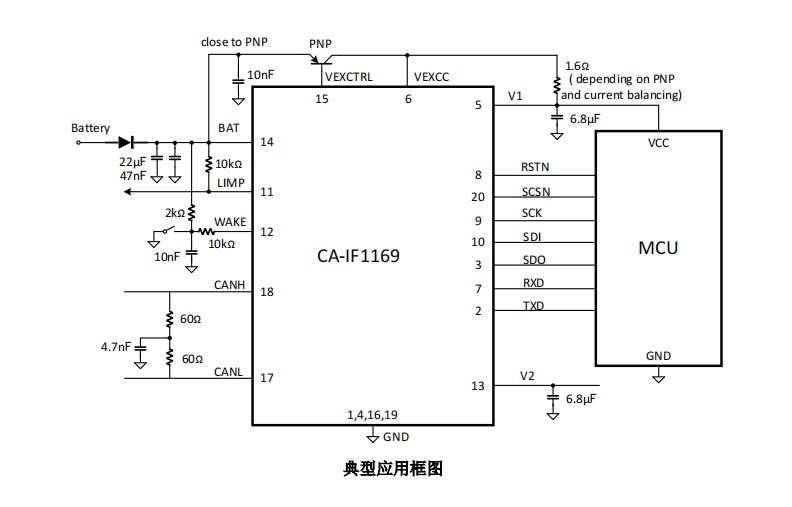 close to PNP
PNP
10nF
VEXCTRL
VEXCC
1.6Ω
( depending on PNP
and current balancing)
15
6
5
V1
6.8μF
Battery
BAT
14
VCC
22μF
47nF
10kΩ
LIMP
11
8
RSTN
20
SCSN
2kΩ
WAKE
12
9
SCK
10kΩ
10nF
10
SDI
CA-IF1169
MCU
3
SDO
CANH
18
7
RXD
2
TXD
60Ω
4.7nF
60Ω
GND
CANL
17
13
V2
6.8μF
1,4,16,19
GND
典型应用框图